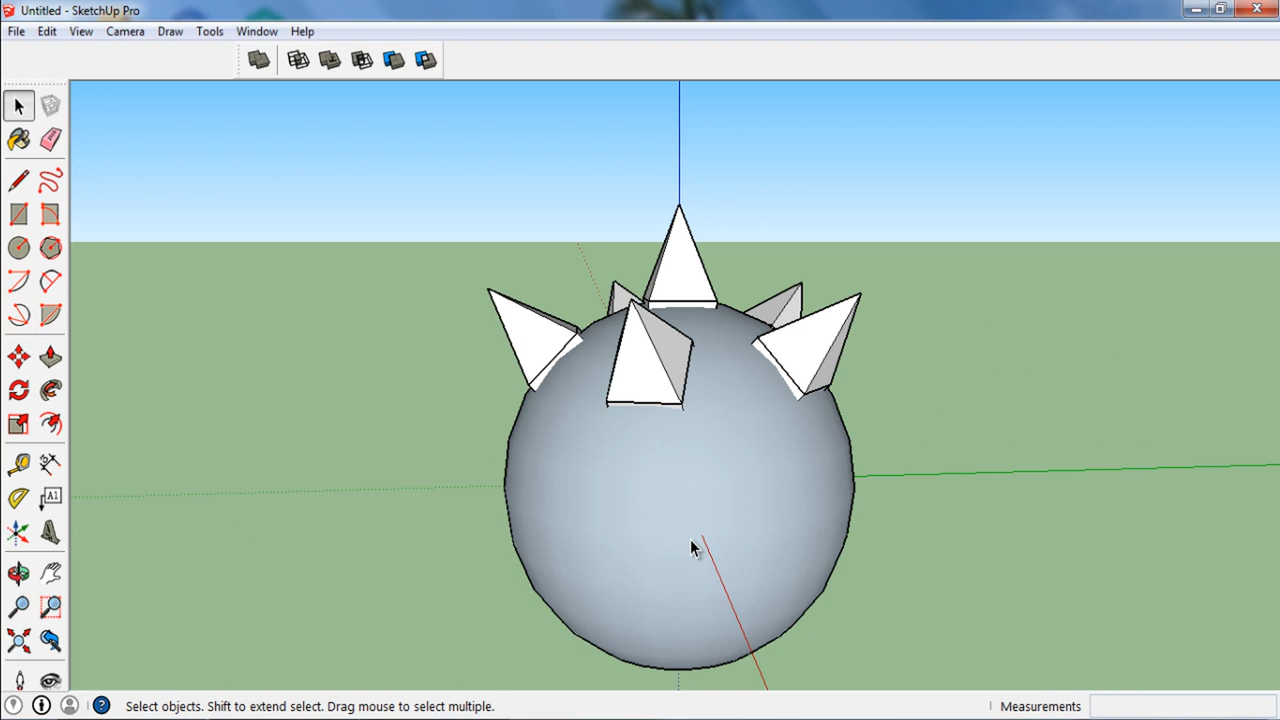 Untitled - SketchUp Pro
File Edit View Camera Draw Tools Window Help
A1
Select objects. Shift to extend select. Drag mouse to select multiple.
Measurements